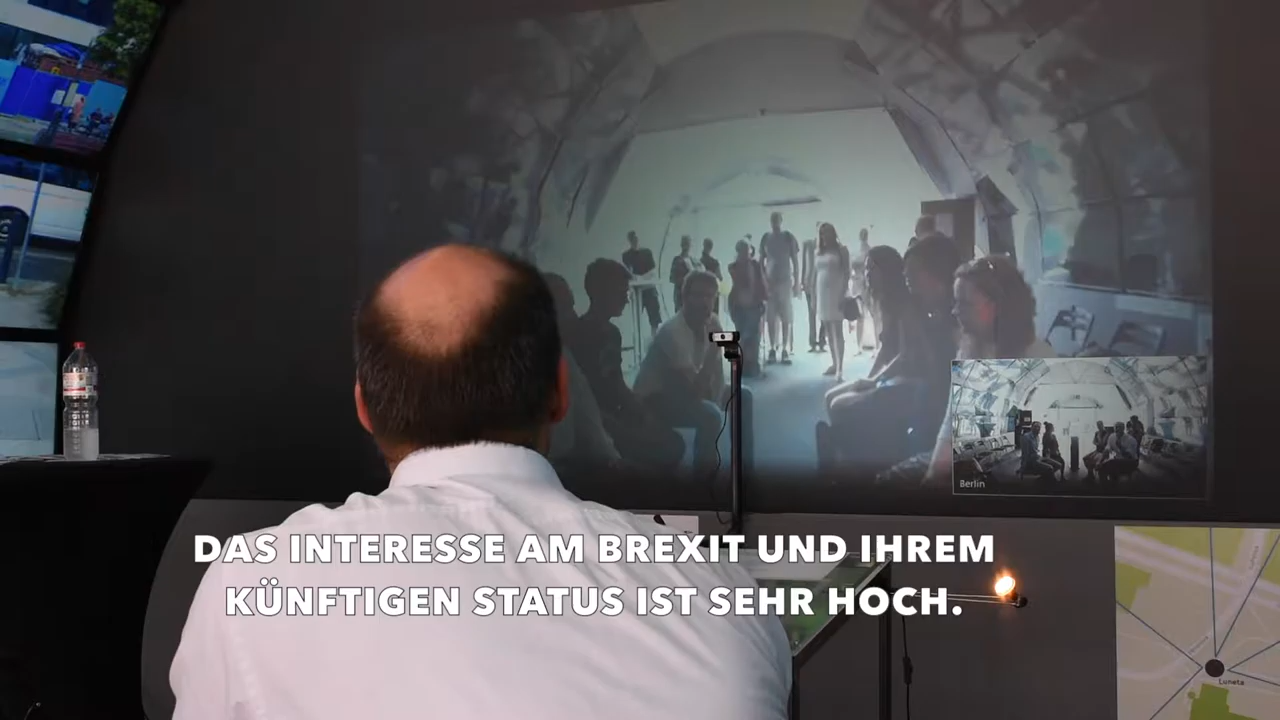 Berlin
DAS INTERESSE AM BREXIT UND IHREM
KÜNFTIGEN STATUS IST SEHR HOCH.
Luneta